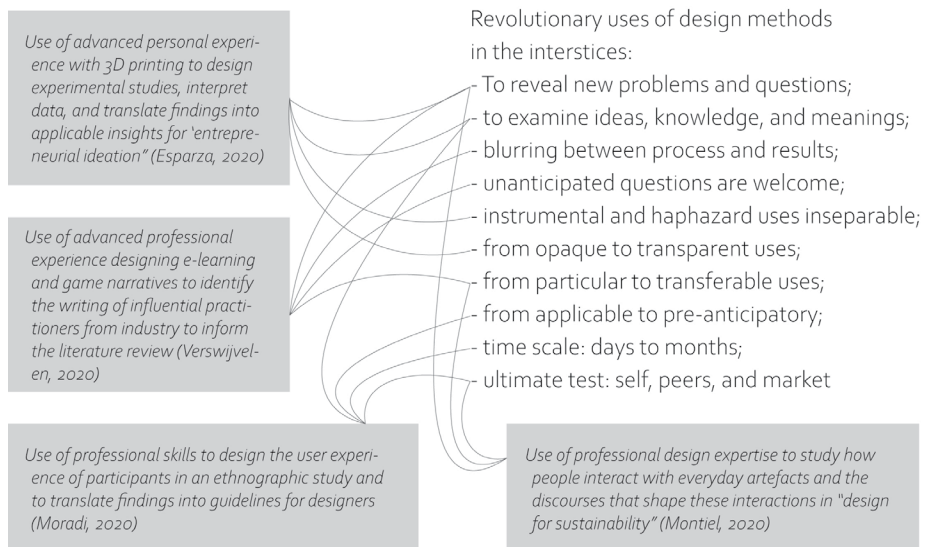 Use of advanced personal experi-
ence with 3D printing to design
experimental studies, interpret
data, and translate findings into
applicable insights for ‘entrepre-
neurial ideation” (Esparza, 2020)
Use of advanced professional
experience designing e-learning
and game narratives to identify
the writing of influential practi-
tioners from industry to inform
the literature review (Verswijvel-
en, 2020)
Revolutionary uses of design methods
in the interstices:
- To reveal new problems and questions;
- to examine ideas, knowledge, and meanings;
- blurring between process and results;
- unanticipated questions are welcome;
- instrumental and haphazard uses inseparable;
- from opaque to transparent uses;
- from particular to transferable uses;
- from applicable to pre-anticipatory;
- time scale: days to months;
- ultimate test: self, peers, and market
Use of professional skills to design the user experi-
ence of participants in an ethnographic study and
to translate findings into guidelines for designers
(Moradi, 2020)
Use of professional design expertise to study how
people interact with everyday artefacts and the
discourses that shape these interactions in “design
for sustainability” (Montiel, 2020)